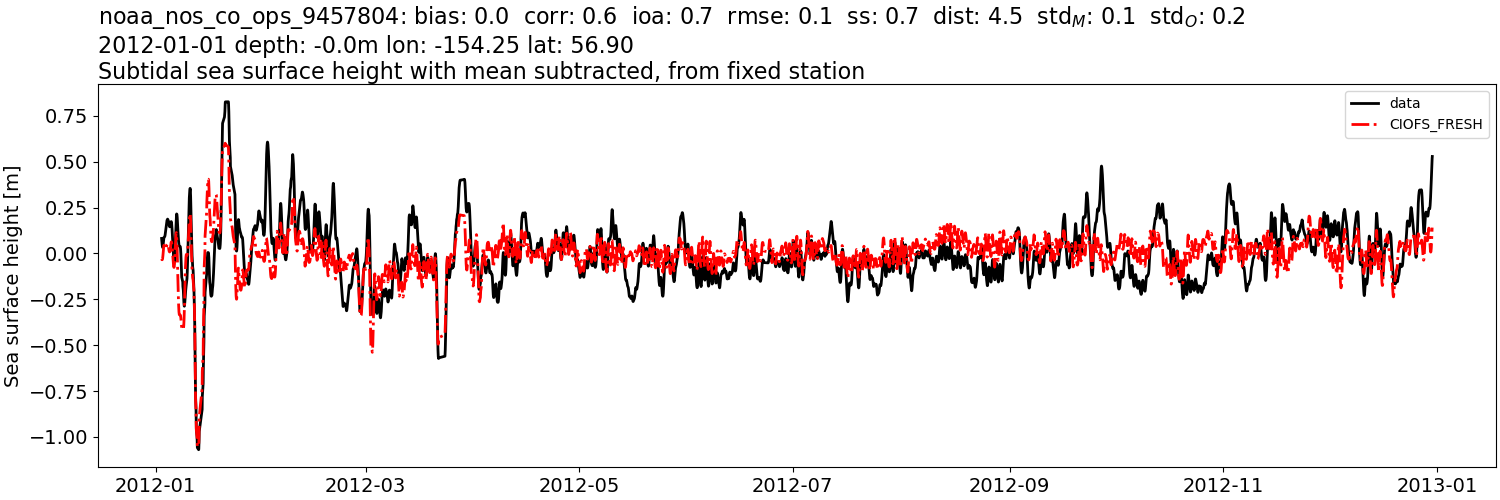 noaa_nos_co_ops_9457804: bias: 0.0  corr: 0.6  ioa: 0.7  rmse: 0.1  ss: 0.7  dist: 4.5  std_M: 0.1  std_O: 0.2
2012-01-01 depth: -0.0m lon: -154.25 lat: 56.90
Subtidal sea surface height with mean subtracted, from fixed station
data
CIOFS_FRESH
Sea surface height [m]
0.75
0.50
0.25
0.00
−0.25
−0.50
−0.75
−1.00
2012-01 2012-03 2012-05 2012-07 2012-09 2012-11 2013-01